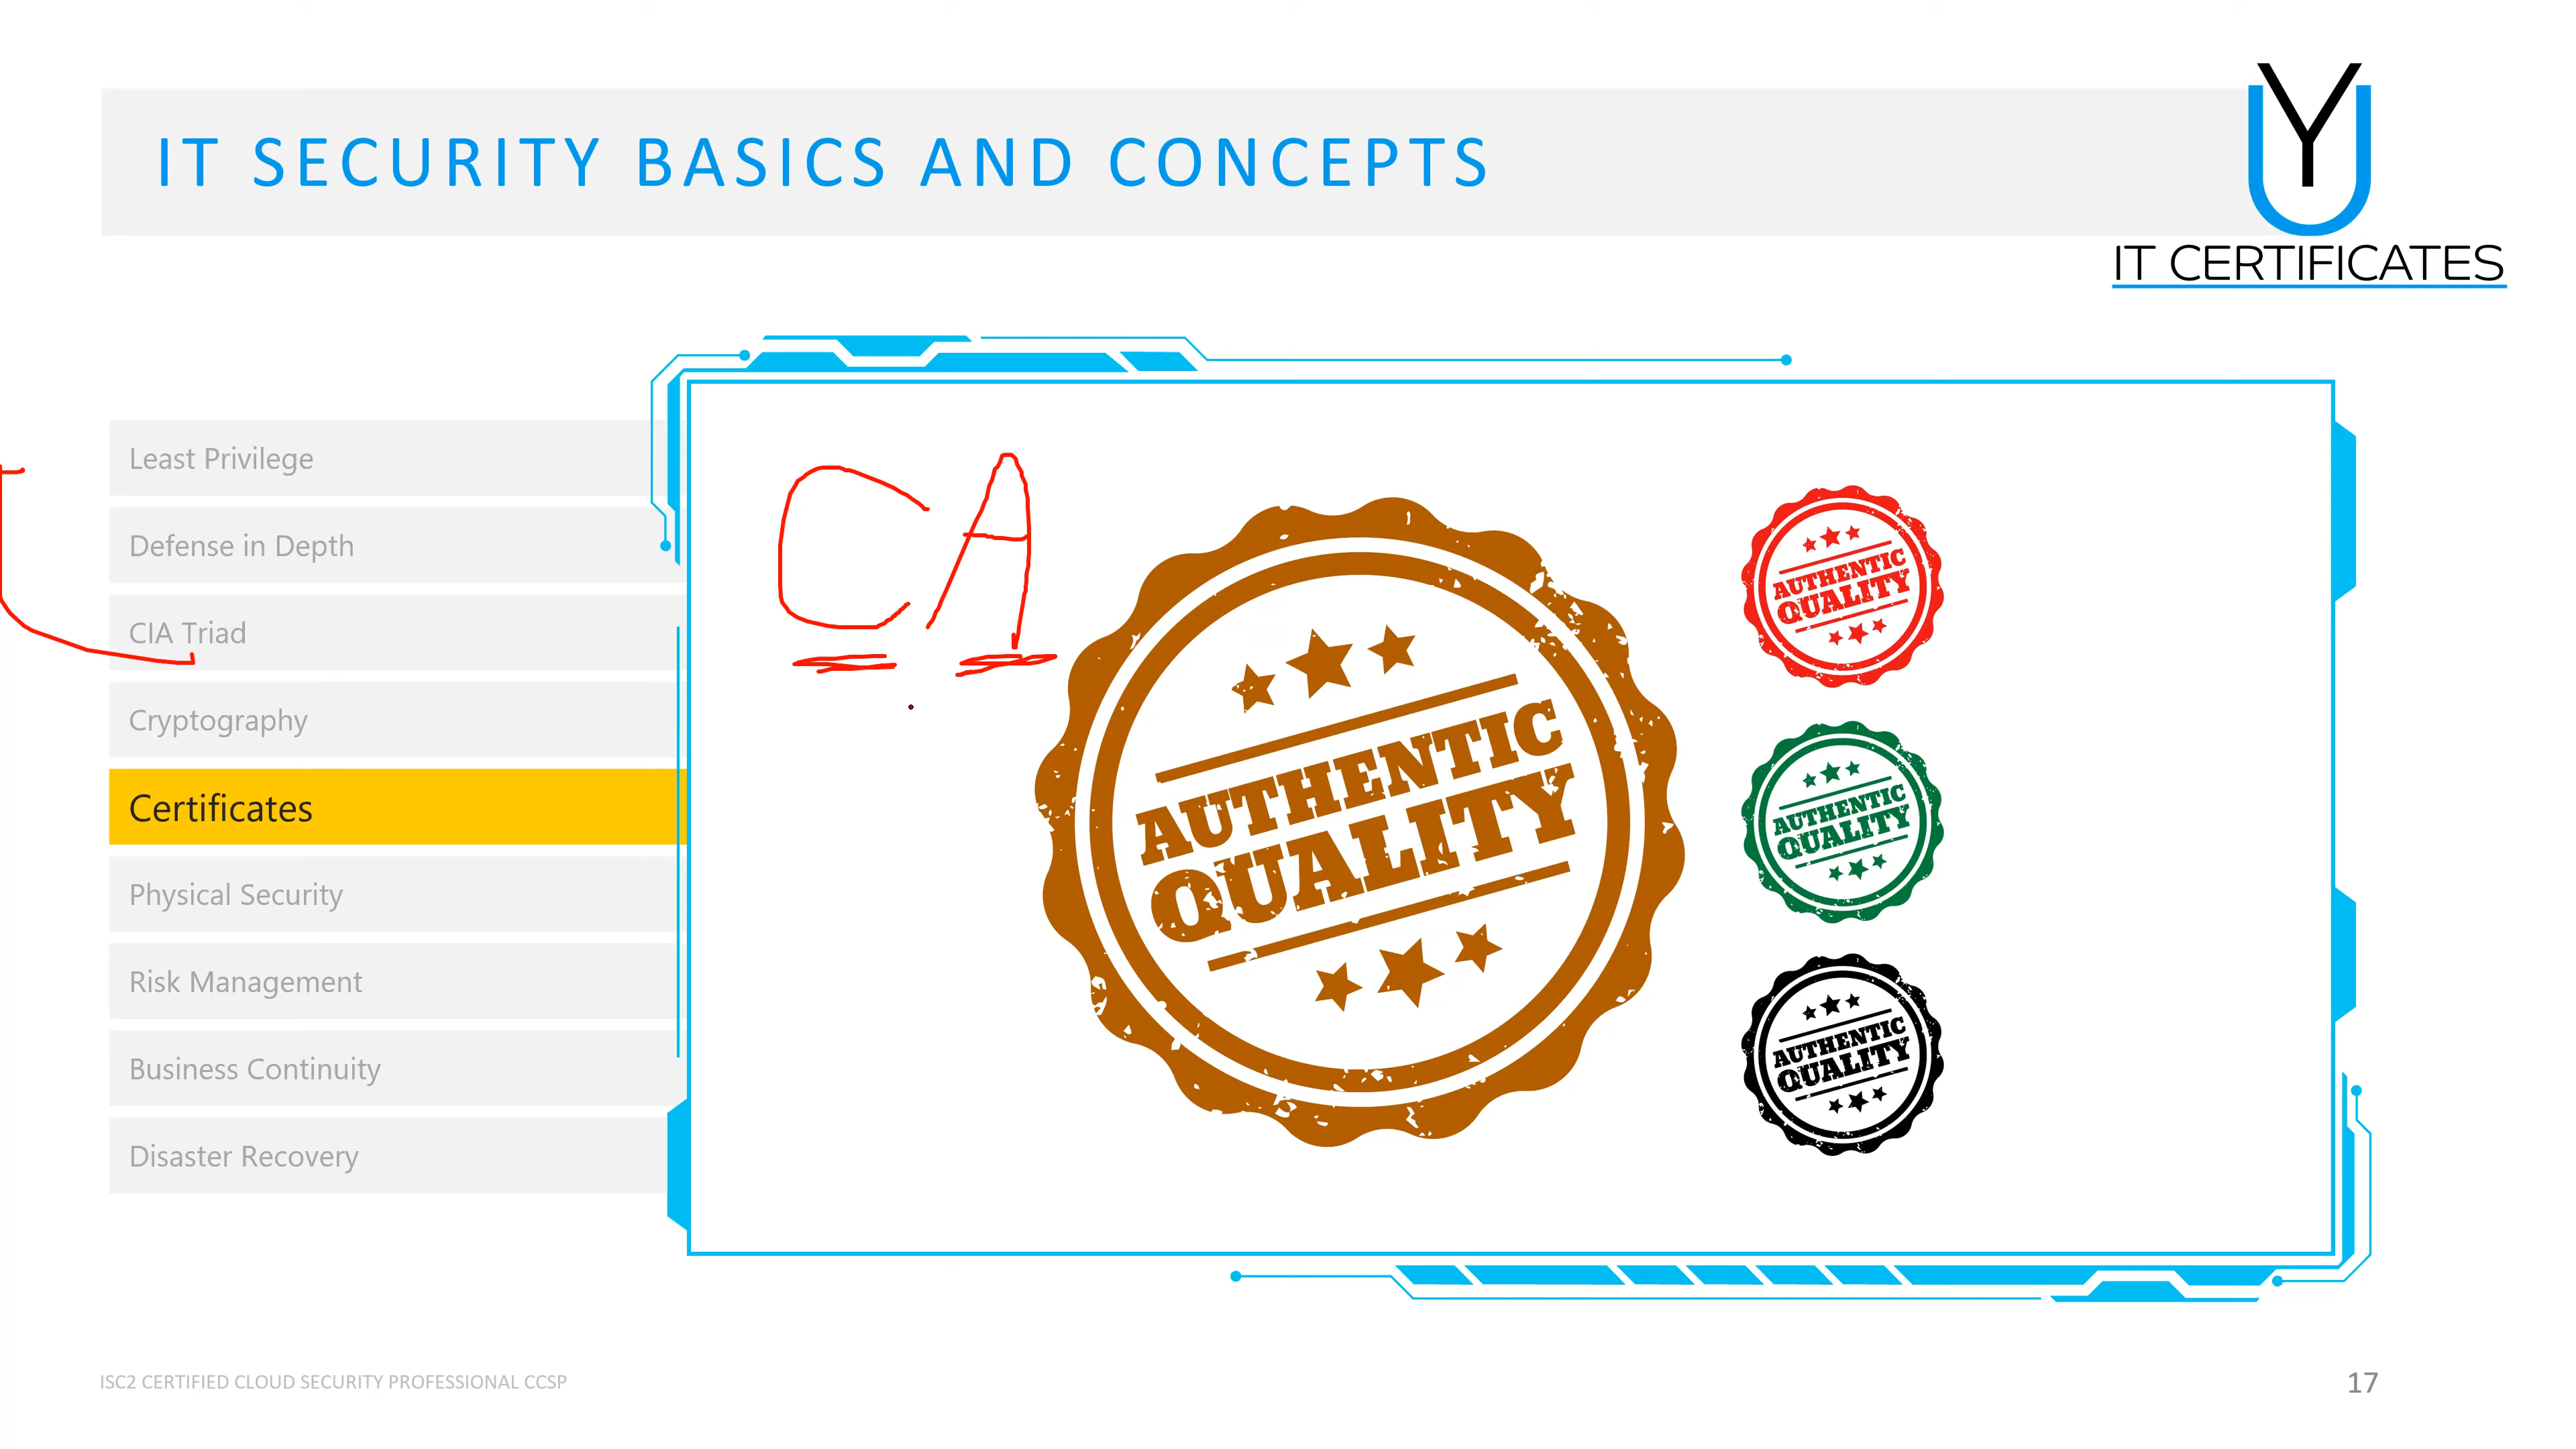 IT SECURITY BASICS AND CONCEPTS
UY
IT CERTIFICATES
Least Privilege
Defense in Depth
CIA Triad
Cryptography
Certificates
Physical Security
Risk Management
Business Continuity
Disaster Recovery
CA
AUTHENTIC
QUALITY
AUTHENTIC
QUALITY
AUTHENTIC
QUALITY
AUTHENTIC
QUALITY
ISC2 CERTIFIED CLOUD SECURITY PROFESSIONAL CCSP
17